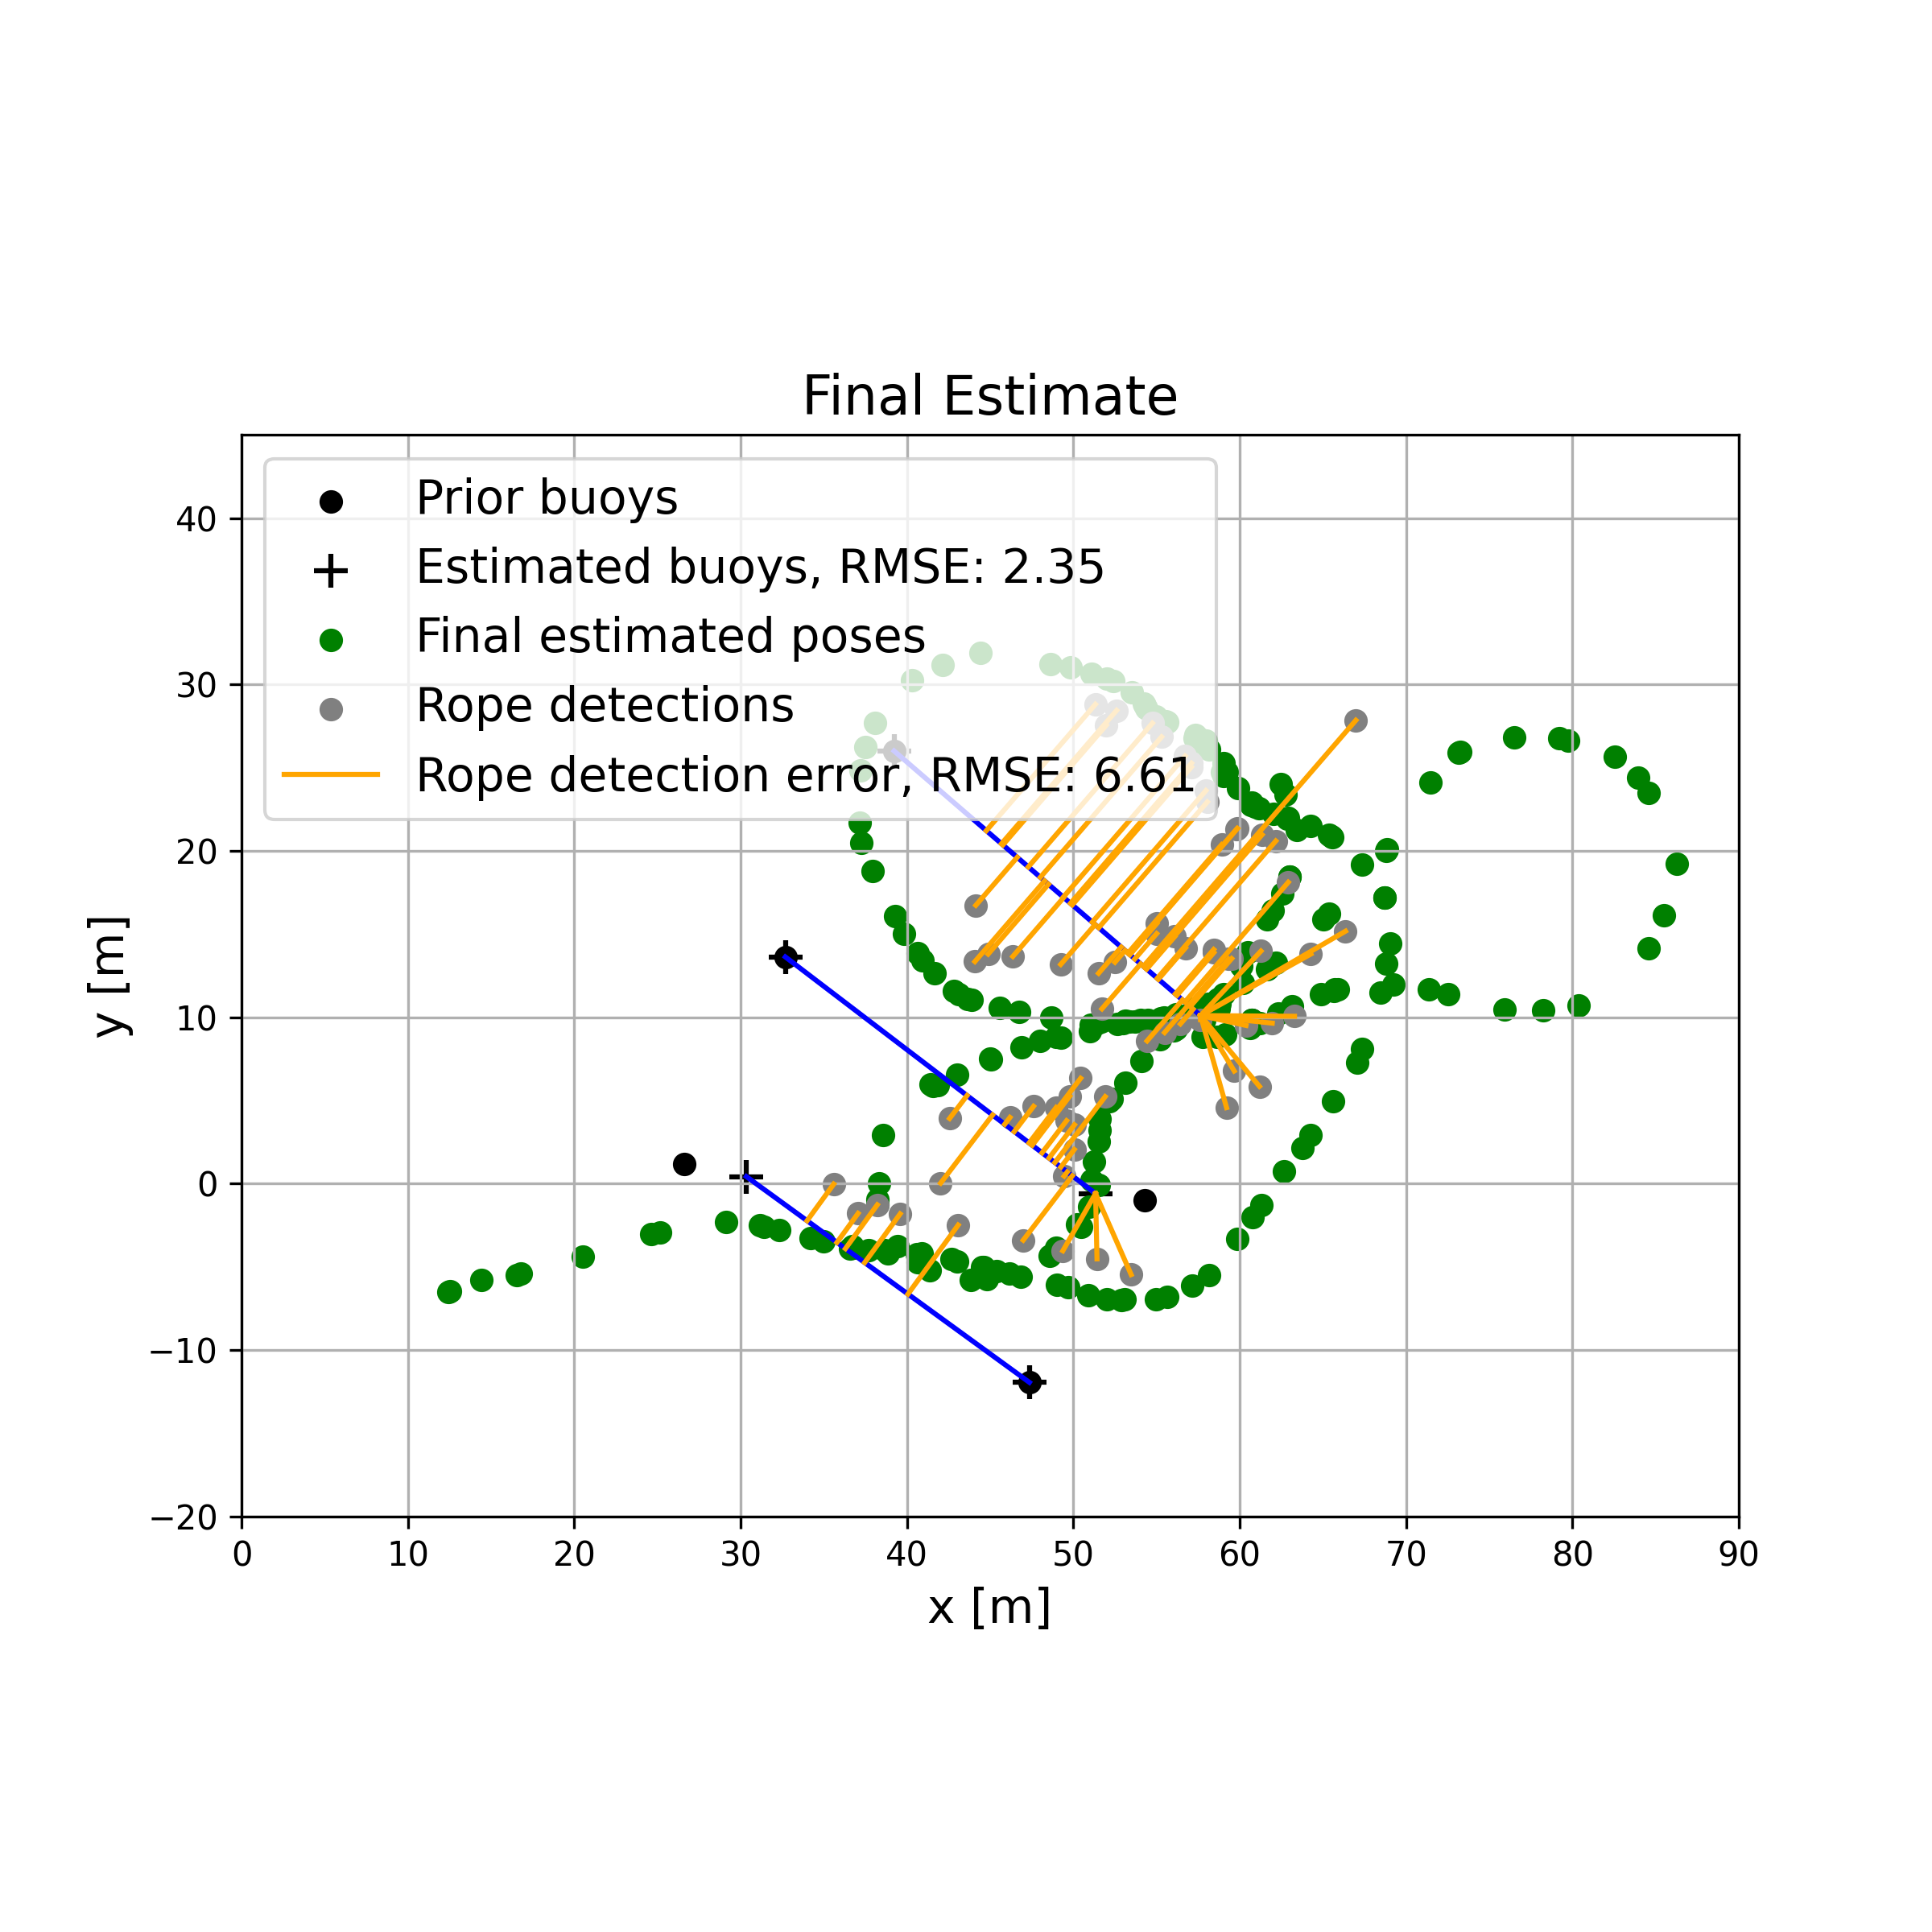 Final Estimate
Prior buoys
Estimated buoys, RMSE: 2.35
Final estimated poses
Rope detections
Rope detection error, RMSE: 6.61
40
30
20
10
0
−10
−20
y [m]
0 10 20 30 40 50 60 70 80 90
x [m]